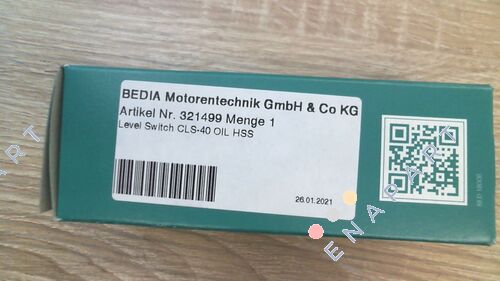 BEDIA Motorentechnik GmbH & Co KG
Artikel Nr. 321499 Menge 1
Level Switch CLS-40 OIL HSS
26.01.2021
ENAPART